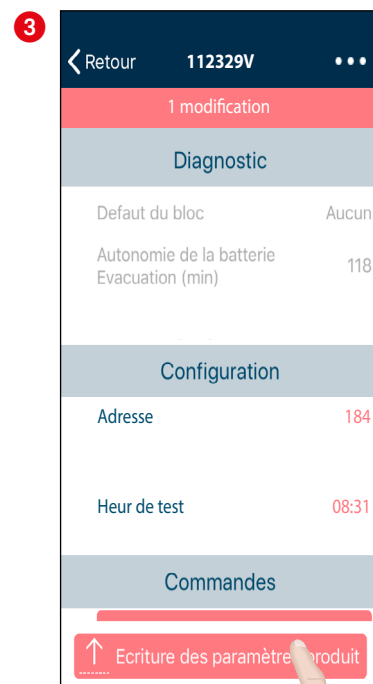 3
Retour 112329V •••
1 modification
Diagnostic
Defaut du bloc Aucun
Autonomie de la batterie
Evacuation (min) 118
Configuration
Adresse 184
Heur de test 08:31
Commandes
Ecriture des paramètre produit